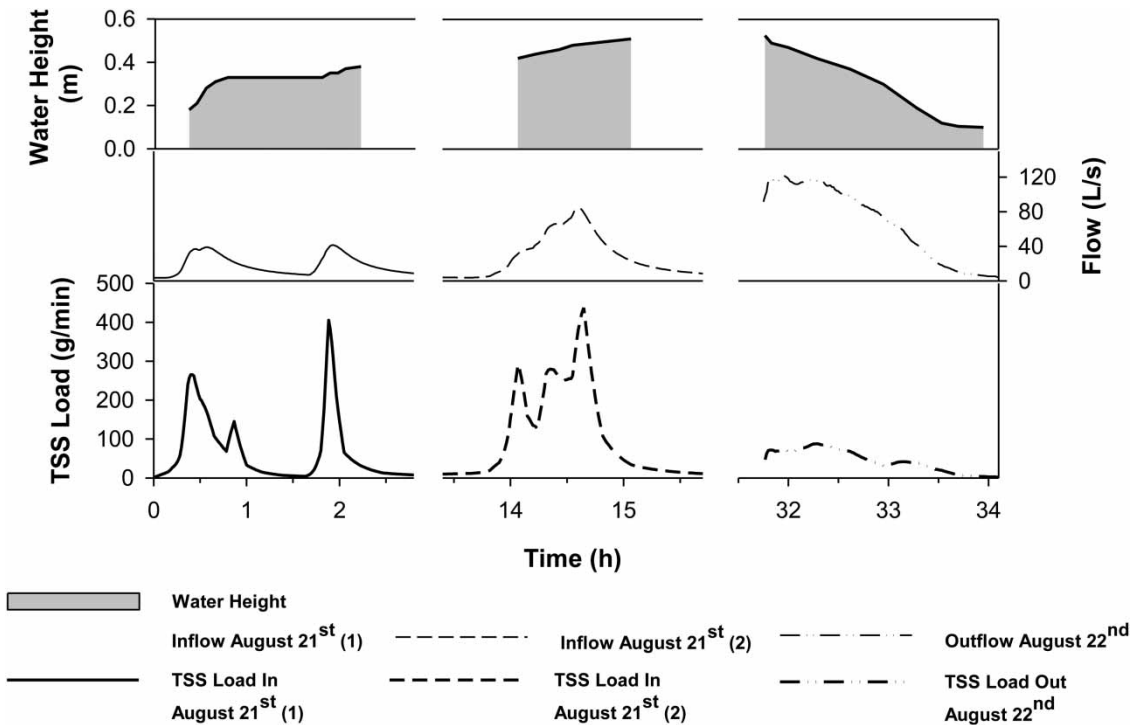 Water Height
(m)
0.6
0.4
0.2
0.0
Flow (L/s)
120
80
40
0
TSS Load (g/min)
500
400
300
200
100
0
0 1 2 14 15 32 33 34
Time (h)
Water Height
Inflow August 21st (1) Inflow August 21st (2) Outflow August 22nd
TSS Load In TSS Load In TSS Load Out
August 21st (1) August 21st (2) August 22nd